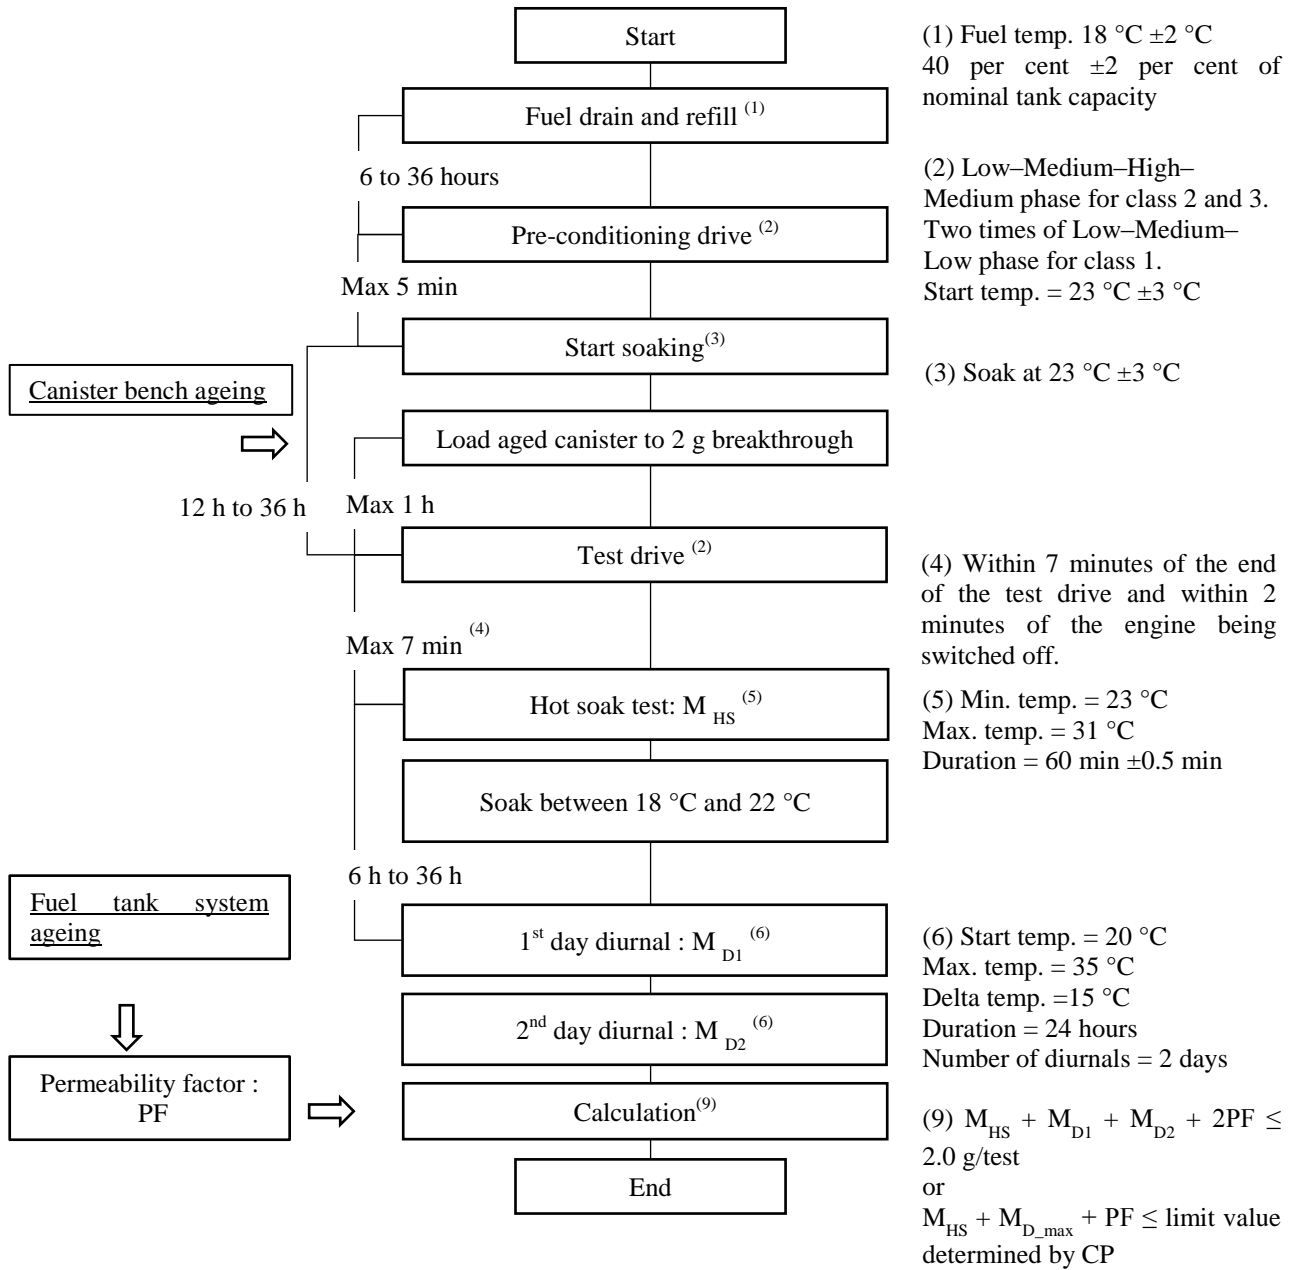 Start
(1) Fuel temp. 18 °C ±2 °C
40 per cent ±2 per cent of
nominal tank capacity
Fuel drain and refill (1)
6 to 36 hours
(2) Low–Medium–High–
Medium phase for class 2 and 3.
Two times of Low–Medium–
Low phase for class 1.
Start temp. = 23 °C ±3 °C
Pre-conditioning drive (2)
Max 5 min
Start soaking(3)
(3) Soak at 23 °C ±3 °C
Canister bench ageing
Load aged canister to 2 g breakthrough
12 h to 36 h
Max 1 h
Test drive (2)
(4) Within 7 minutes of the end
of the test drive and within 2
minutes of the engine being
switched off.
Max 7 min (4)
Hot soak test: M HS (5)
(5) Min. temp. = 23 °C
Max. temp. = 31 °C
Duration = 60 min ±0.5 min
Soak between 18 °C and 22 °C
6 h to 36 h
Fuel tank system
ageing
1st day diurnal : M D1 (6)
(6) Start temp. = 20 °C
Max. temp. = 35 °C
Delta temp. =15 °C
Duration = 24 hours
Number of diurnals = 2 days
2nd day diurnal : M D2 (6)
Permeability factor :
PF
Calculation(9)
(9) MHS + MD1 + MD2 + 2PF ≤
2.0 g/test
or
MHS + MD_max + PF ≤ limit value
determined by CP
End